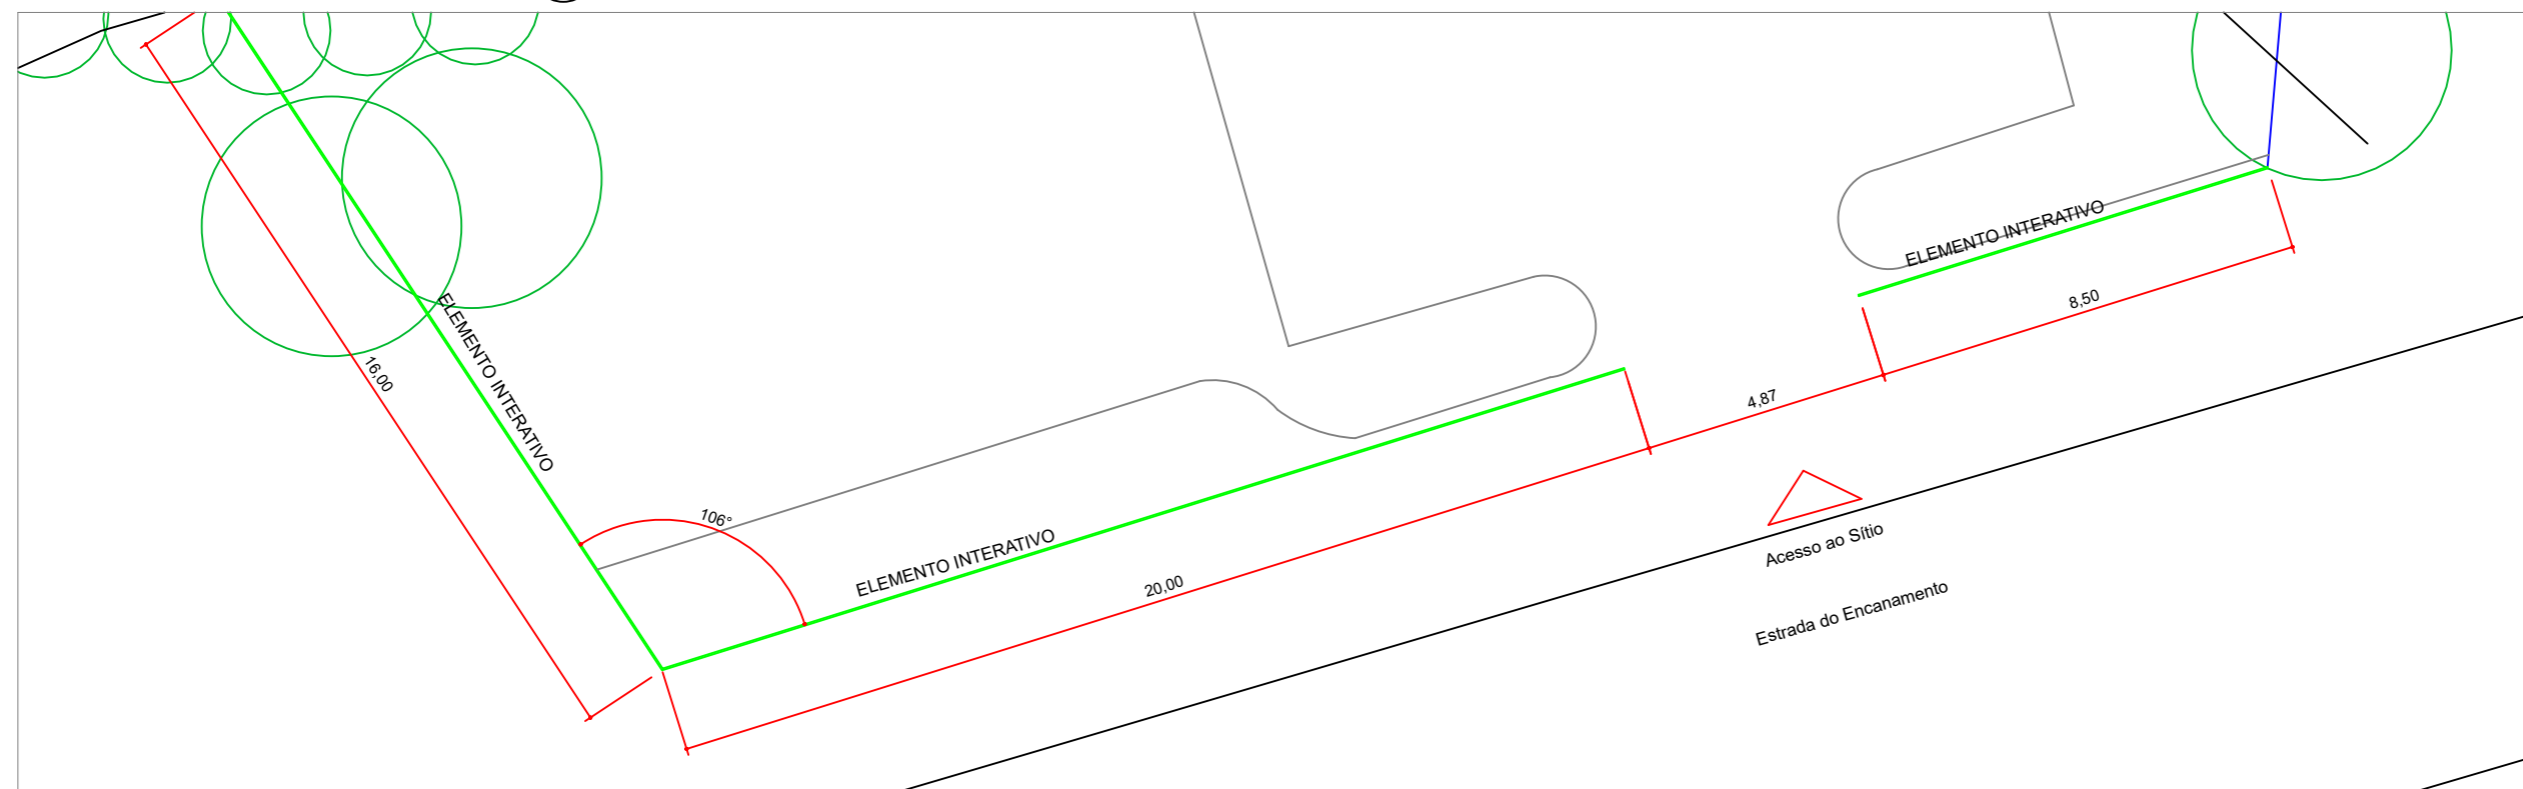 ELEMENTO INTERATIVO
8,50
ELEMENTO INTERATIVO
16,00
4,87
106°
ELEMENTO INTERATIVO
20,00
Acesso ao Sítio
Estrada do Encanamento